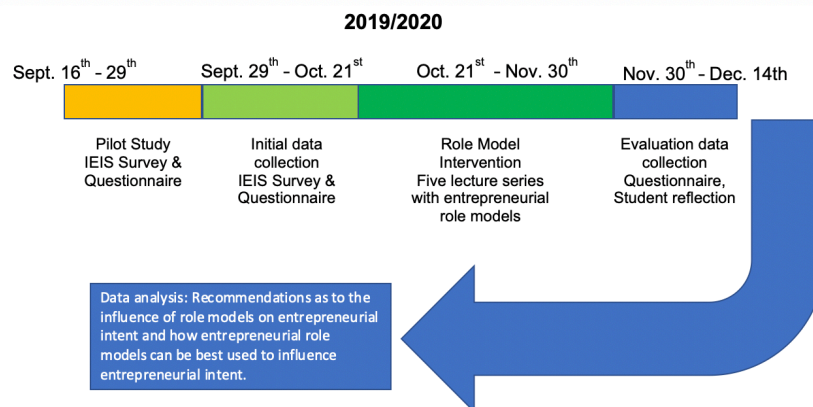 2019/2020
Sept. 16th - 29th
Sept. 29th - Oct. 21st
Oct. 21st - Nov. 30th
Nov. 30th - Dec. 14th
Pilot Study
IEIS Survey &
Questionnaire
Initial data
collection
IEIS Survey &
Questionnaire
Role Model
Intervention
Five lecture series
with entrepreneurial
role models
Evaluation data
collection
Questionnaire,
Student reflection
Data analysis: Recommendations as to the
influence of role models on entrepreneurial
intent and how entrepreneurial role
models can be best used to influence
entrepreneurial intent.